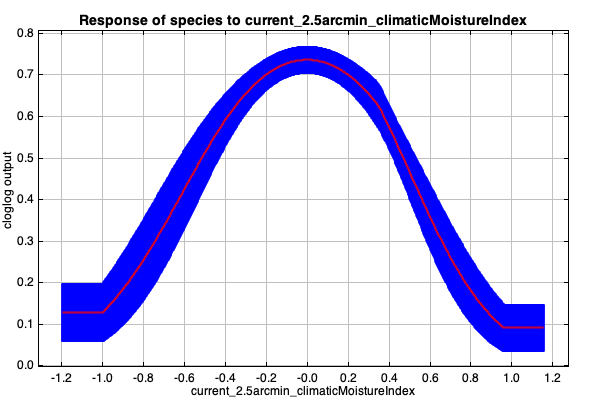 Response of species to current_2.5arcmin_climaticMoistureIndex
0.8
0.7
0.6
0.5
0.4
0.3
0.2
0.1
0.0
cloglog output
-1.2 -1.0 -0.8 -0.6 -0.4 -0.2 -0.0 0.2 0.4 0.6 0.8 1.0 1.2
current_2.5arcmin_climaticMoistureIndex